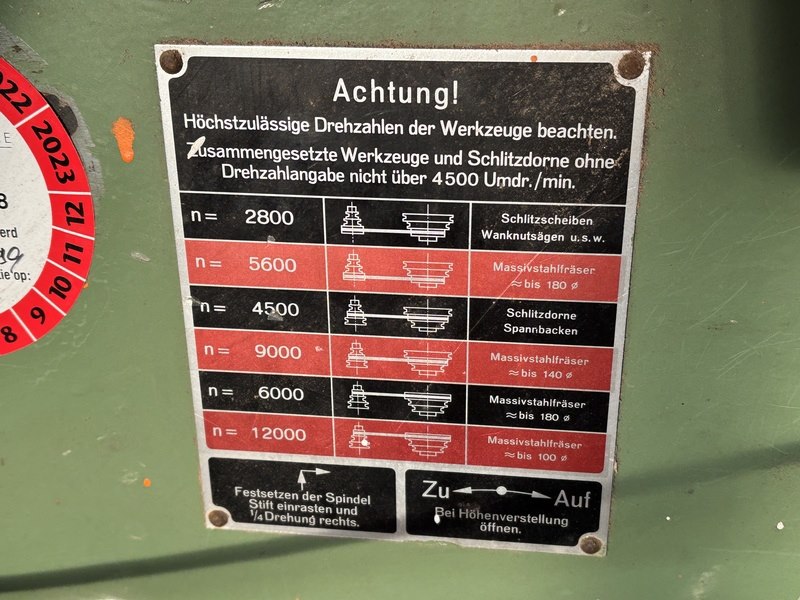 Achtung!
Höchstzulässige Drehzahlen der Werkzeuge beachten.
Zusammengesetzte Werkzeuge und Schlitzdorne ohne
Drehzahlangabe nicht über 4500 Umdr./min.
n = 2800 Schlitzscheiben
Wanknutsägen u.s.w.
n = 5600 Massivstahlfräser
≈ bis 180 ø
n = 4500 Schlitzdorne
Spannbacken
n = 9000 Massivstahlfräser
≈ bis 140 ø
n = 6000 Massivstahlfräser
≈ bis 180 ø
n = 12000 Massivstahlfräser
≈ bis 100 ø
Festsetzen der Spindel
Stift einrasten und
1/4 Drehung rechts.
Zu Auf
Bei Höhenverstellung
öffnen.
2022
2023
12
11
10
9
8